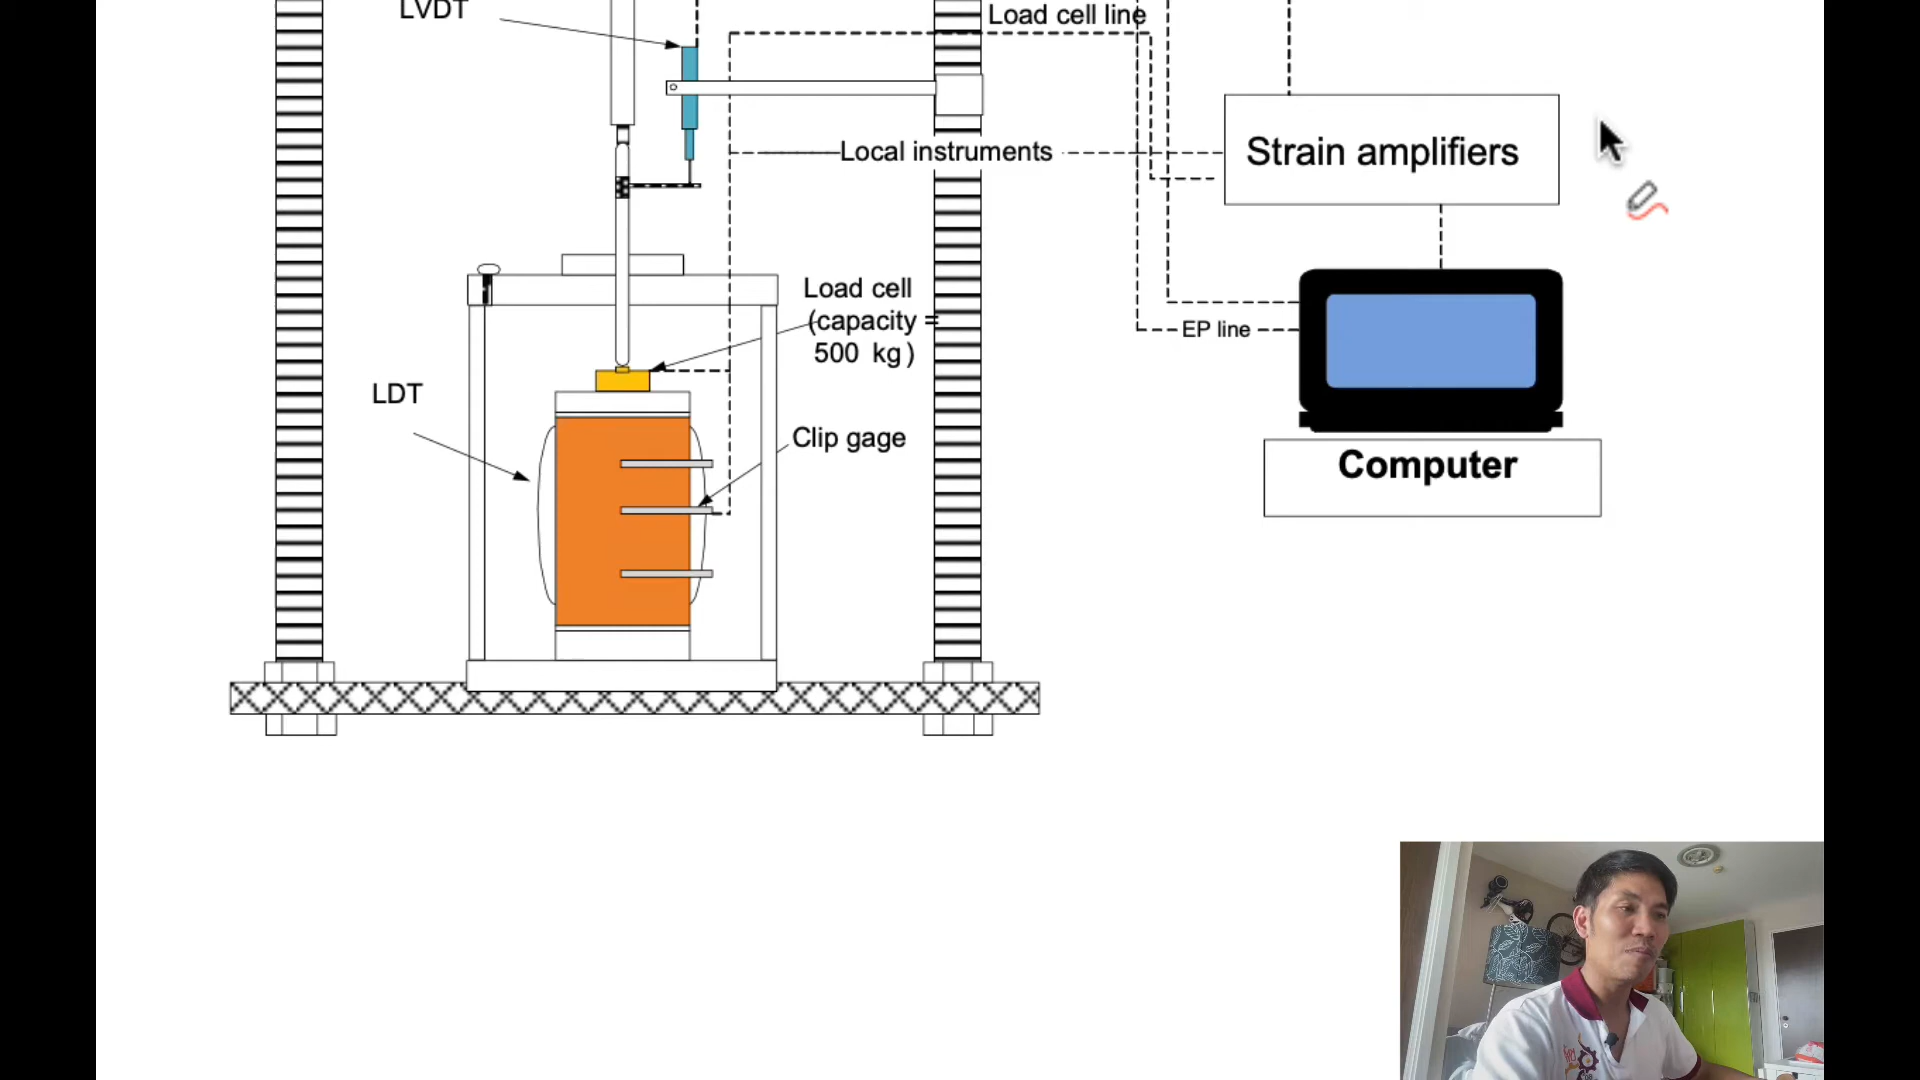 LVDT
Load cell line
Local instruments
Strain amplifiers
Load cell
(capacity =
500 kg)
EP line
LDT
Clip gage
Computer